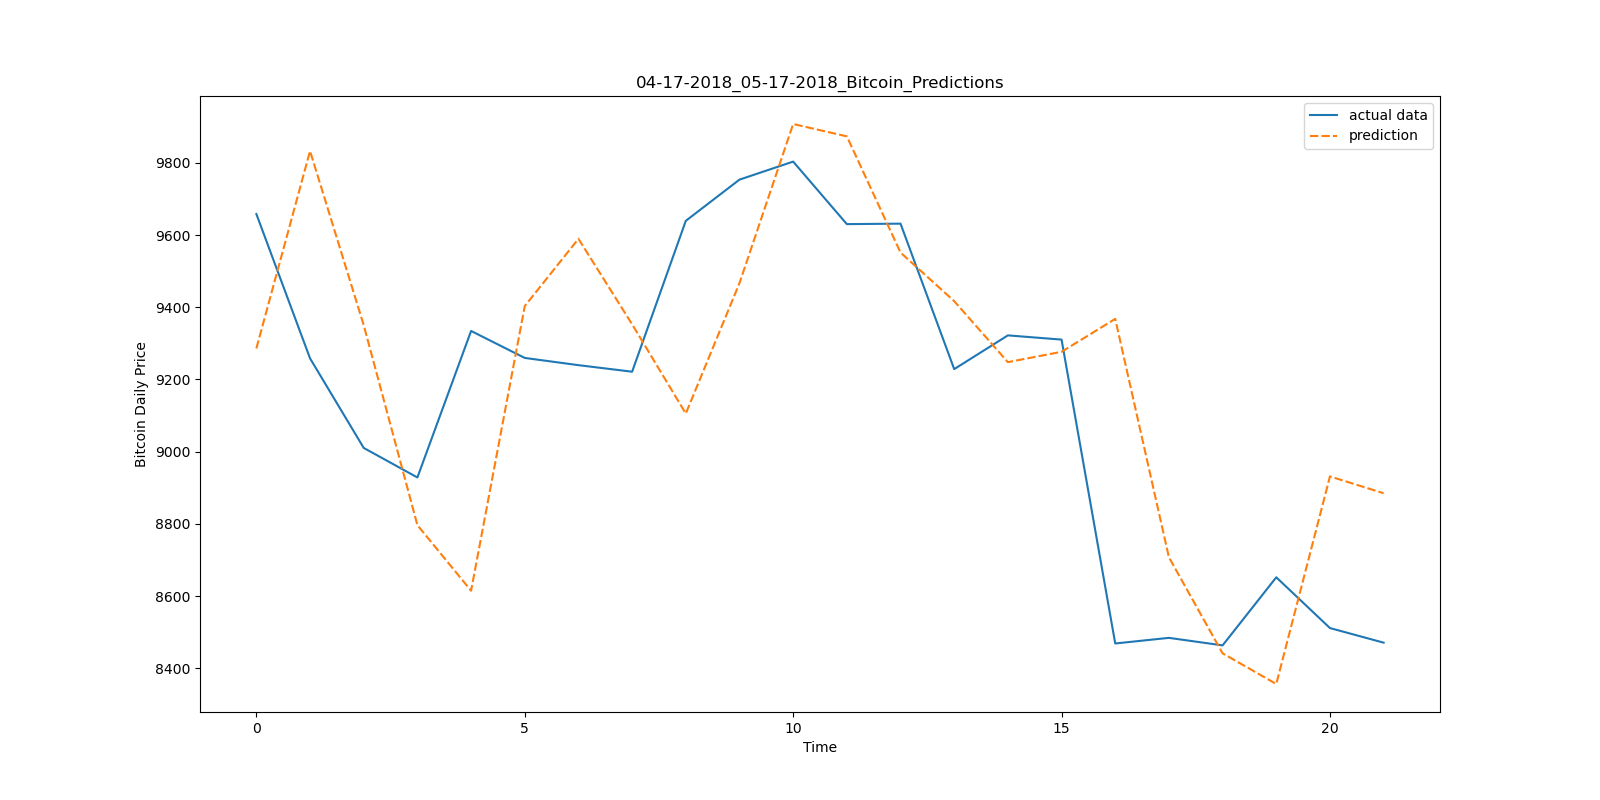 04-17-2018_05-17-2018_Bitcoin_Predictions
actual data
prediction
Bitcoin Daily Price
9800
9600
9400
9200
9000
8800
8600
8400
0 5 10 15 20
Time